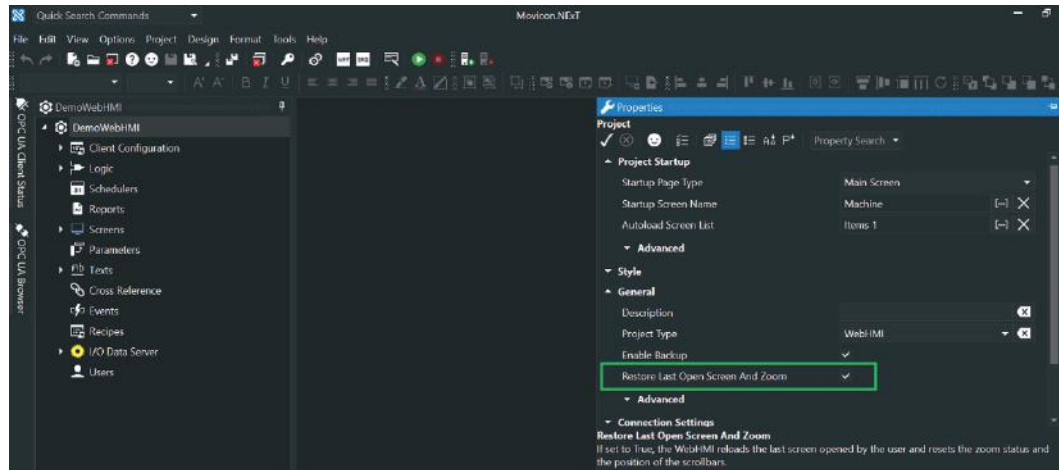 Quick Search Commands
Movicon.NExT
File Edit View Options Project Design Format Tools Help
DemoWebHMI
DemoWebHMI
Client Configuration
Logic
Schedulers
Reports
Screens
Parameters
Texts
Cross Reference
Events
Recipes
I/O Data Server
Users
OPC UA Client Status
OPC UA Browser
Properties
Project
Property Search
Project Startup
Startup Page Type Main Screen
Startup Screen Name Machine
Autoload Screen List Items 1
Advanced
Style
General
Description
Project Type WebHMI
Enable Backup
Restore Last Open Screen And Zoom
Advanced
Connection Settings
Restore Last Open Screen And Zoom
If set to True, the WebHMI reloads the last screen opened by the user and resets the zoom status and
the position of the scrollbars.